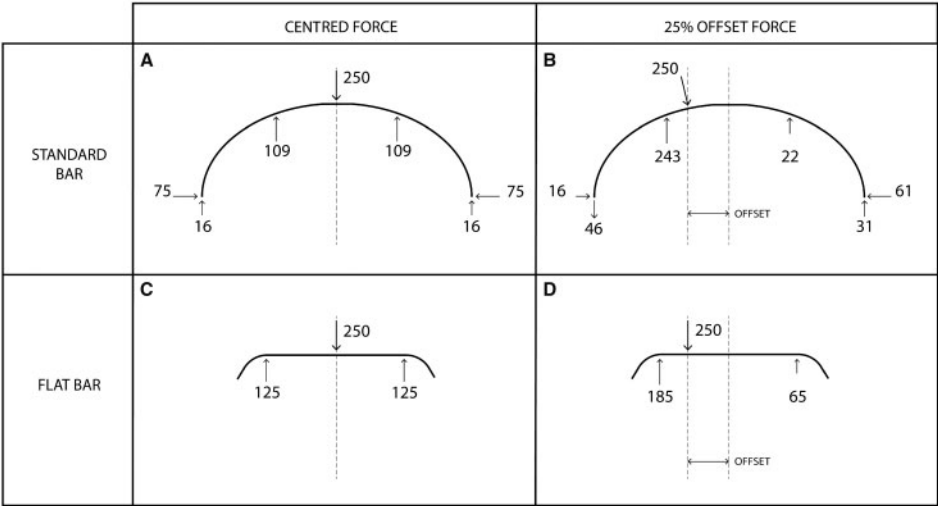 CENTRED FORCE
25% OFFSET FORCE
STANDARD
BAR
A
250
109
109
75
75
16
16
B
250
243
22
16
61
OFFSET
46
31
FLAT BAR
C
250
125
125
D
250
185
65
OFFSET